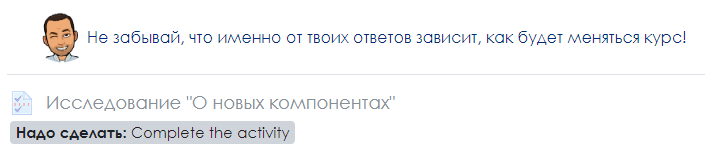 Не забывай, что именно от твоих ответов зависит, как будет меняться курс!
Исследование "О новых компонентах"
Надо сделать: Complete the activity